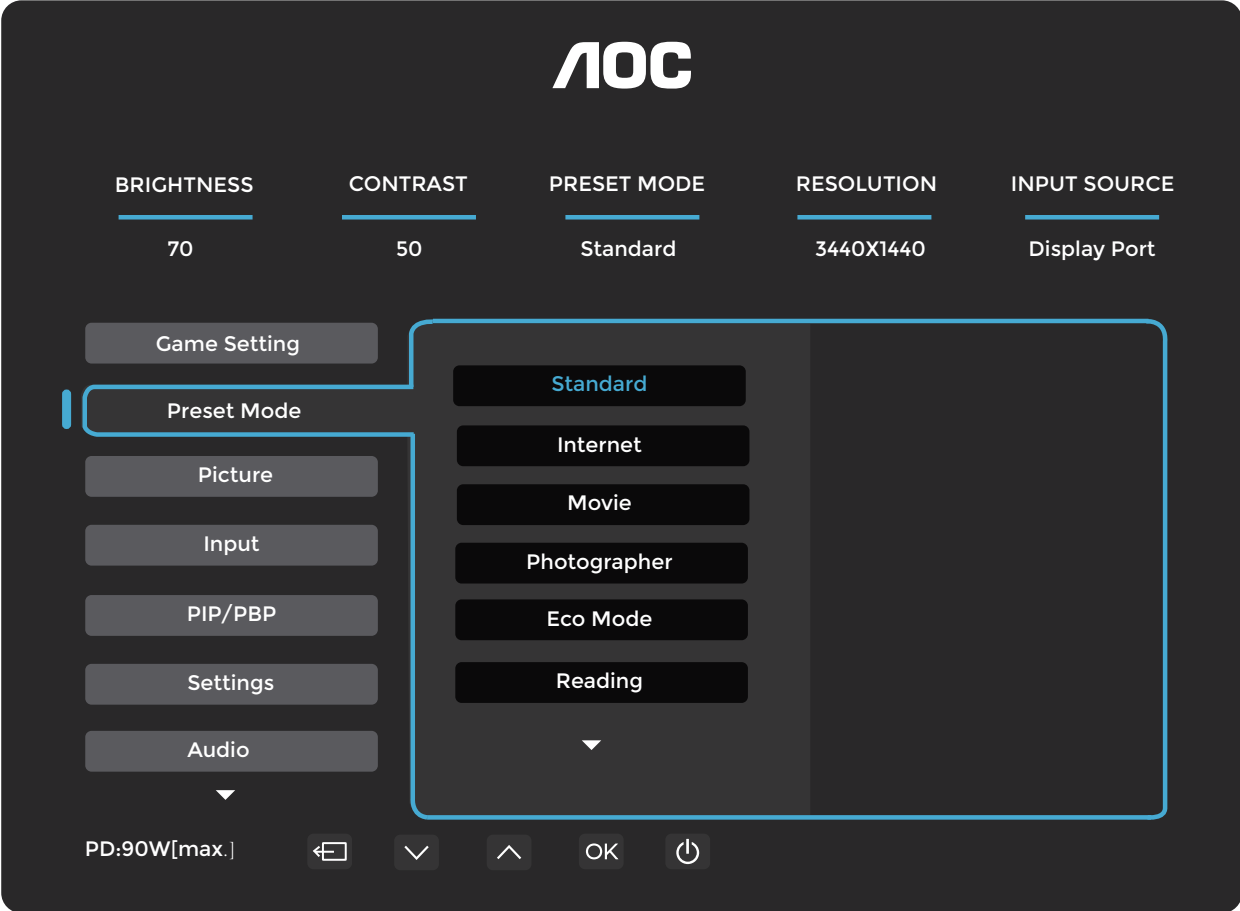 AOC
BRIGHTNESS CONTRAST PRESET MODE RESOLUTION INPUT SOURCE
70 50 Standard 3440X1440 Display Port
Game Setting
Preset Mode
Picture
Input
PIP/PBP
Settings
Audio
Standard
Internet
Movie
Photographer
Eco Mode
Reading
PD:90W[max.]
OK